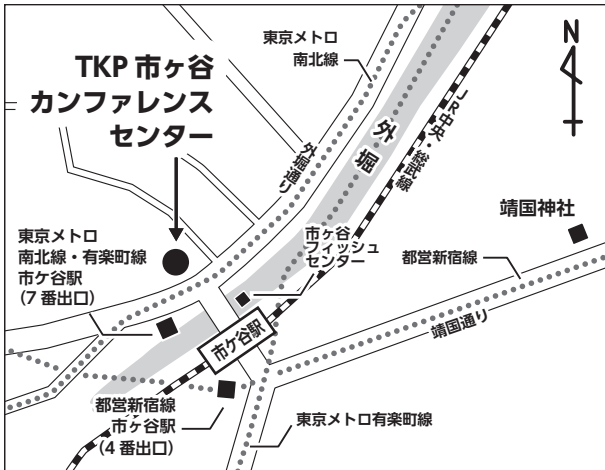 東京メトロ
南北線
N
TKP 市ヶ谷
カンファレンス
センター
外堀
JR中央・総武線
外堀通り
靖国神社
市ヶ谷
フィッシュ
センター
東京メトロ
南北線・有楽町線
市ケ谷駅
(7 番出口)
都営新宿線
市ケ谷駅
靖国通り
都営新宿線
市ケ谷駅
(4 番出口)
東京メトロ有楽町線